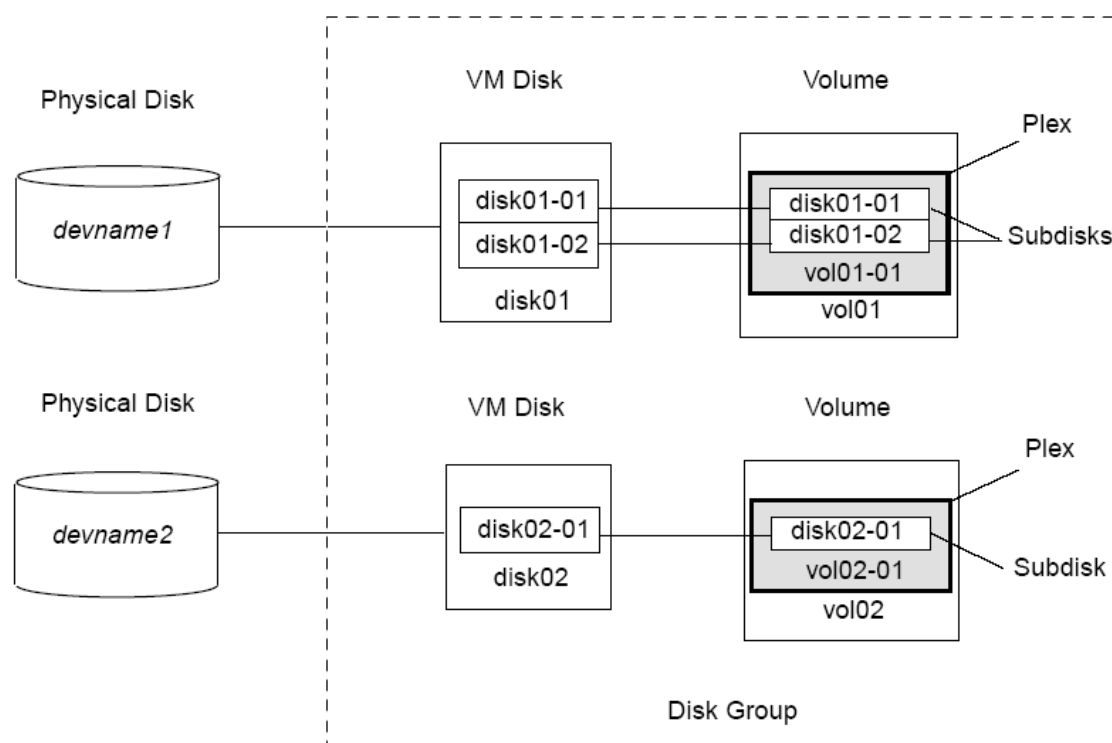 Physical Disk
VM Disk
Volume
Plex
devname1
disk01-01
disk01-02
disk01
disk01-01
disk01-02
vol01-01
vol01
Subdisks
Physical Disk
VM Disk
Volume
Plex
devname2
disk02-01
disk02
disk02-01
vol02-01
vol02
Subdisk
Disk Group